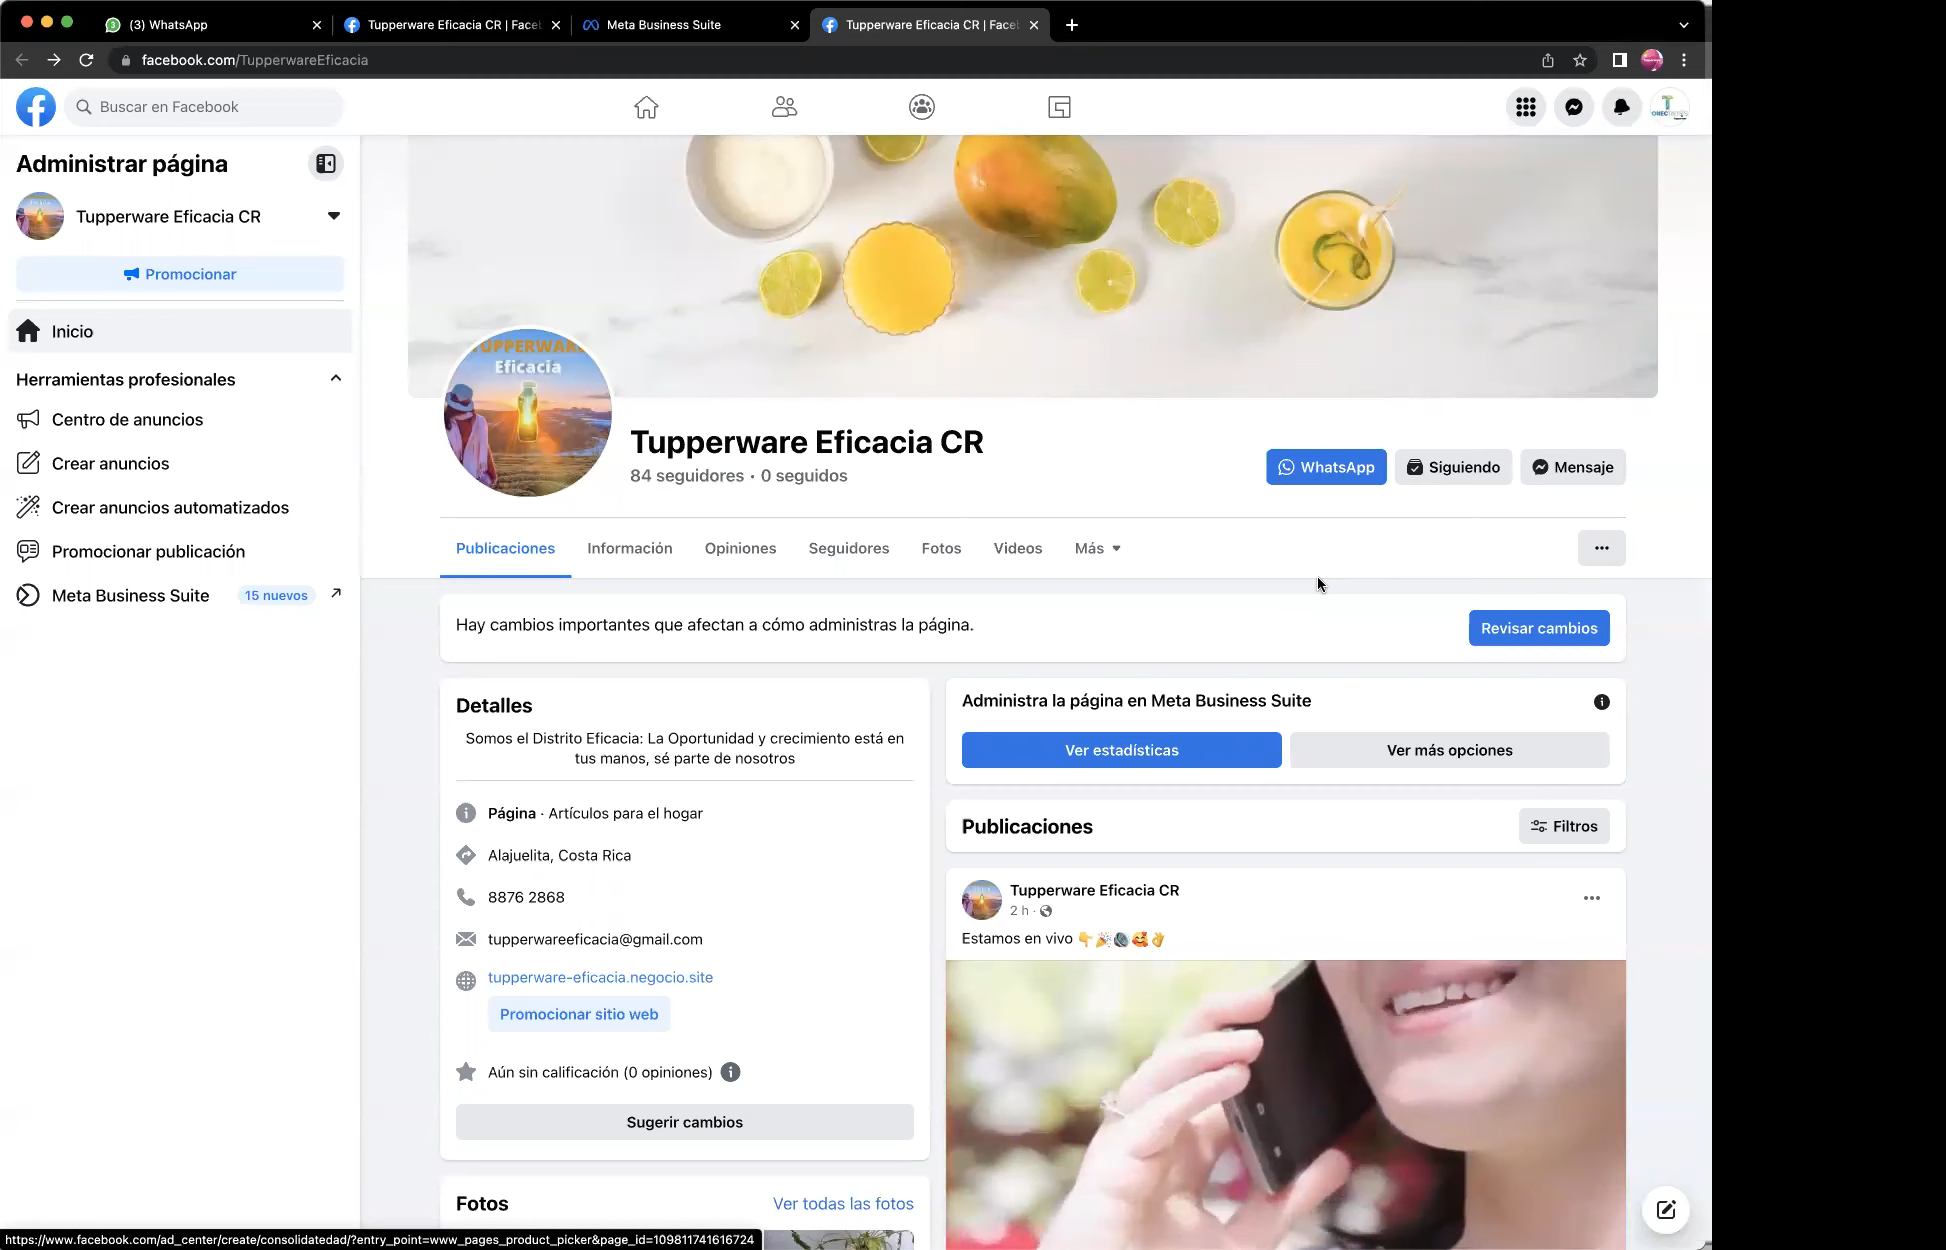 (3) WhatsApp
Tupperware Eficacia CR | Face
Meta Business Suite
Tupperware Eficacia CR | Face
facebook.com/TupperwareEficacia
Buscar en Facebook
Administrar página
Tupperware Eficacia CR
Promocionar
Inicio
Herramientas profesionales
Centro de anuncios
Crear anuncios
Crear anuncios automatizados
Promocionar publicación
Meta Business Suite
15 nuevos
TUPPERWARE
Eficacia
Tupperware Eficacia CR
84 seguidores · 0 seguidos
WhatsApp
Siguiendo
Mensaje
Publicaciones
Información
Opiniones
Seguidores
Fotos
Videos
Más
Hay cambios importantes que afectan a cómo administras la página.
Revisar cambios
Detalles
Somos el Distrito Eficacia: La Oportunidad y crecimiento está en
tus manos, sé parte de nosotros
Página · Artículos para el hogar
Alajuelita, Costa Rica
8876 2868
tupperwareeficacia@gmail.com
tupperware-eficacia.negocio.site
Promocionar sitio web
Aún sin calificación (0 opiniones)
Sugerir cambios
Fotos
Ver todas las fotos
Administra la página en Meta Business Suite
Ver estadísticas
Ver más opciones
Publicaciones
Filtros
Tupperware Eficacia CR
2 h ·
Estamos en vivo 👇🎉🪨🥰👌
https://www.facebook.com/ad_center/create/consolidatedad/?entry_point=www_pages_product_picker&page_id=109811741616724